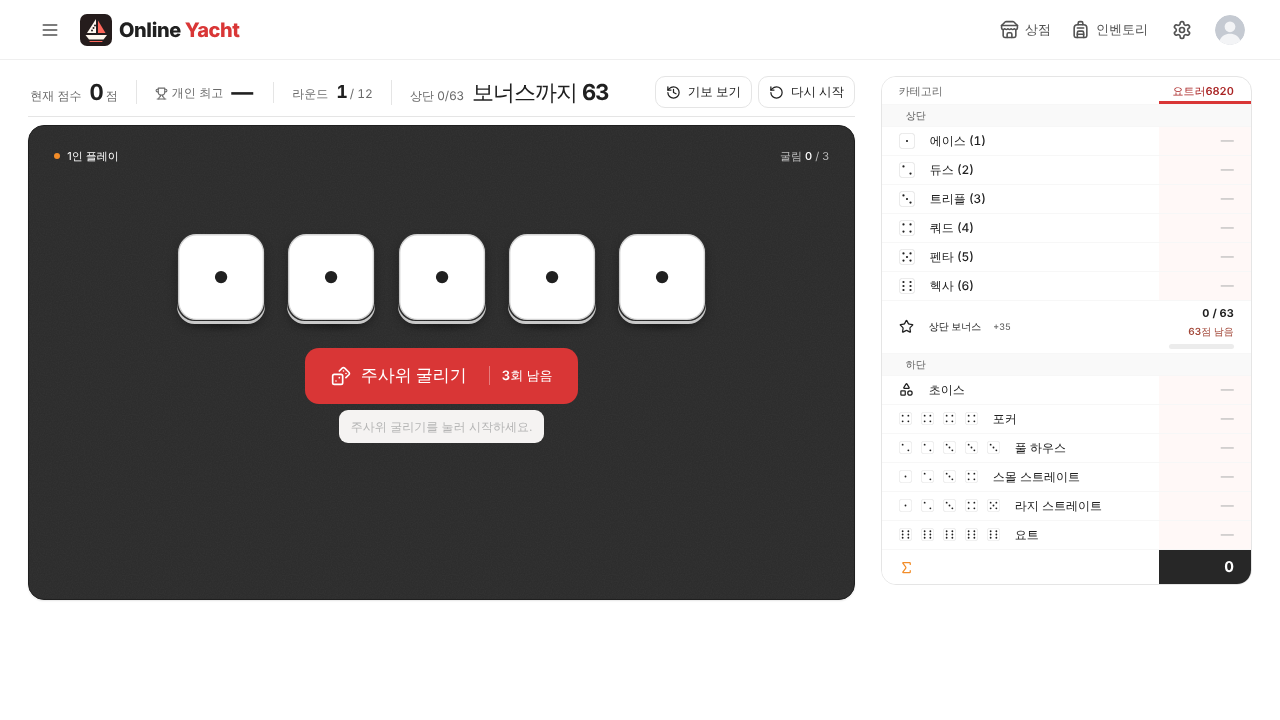 Online Yacht
상점
인벤토리
현재 점수 0점
개인 최고 —
라운드 1 / 12
상단 0/63 보너스까지 63
기보 보기
다시 시작
1인 플레이
굴림 0 / 3
주사위 굴리기
3회 남음
주사위 굴리기를 눌러 시작하세요.
카테고리
요트러6820
상단
에이스 (1) —
듀스 (2) —
트리플 (3) —
쿼드 (4) —
펜타 (5) —
헥사 (6) —
상단 보너스 +35
0 / 63
63점 남음
하단
초이스 —
포커 —
풀 하우스 —
스몰 스트레이트 —
라지 스트레이트 —
요트 —
Σ 0